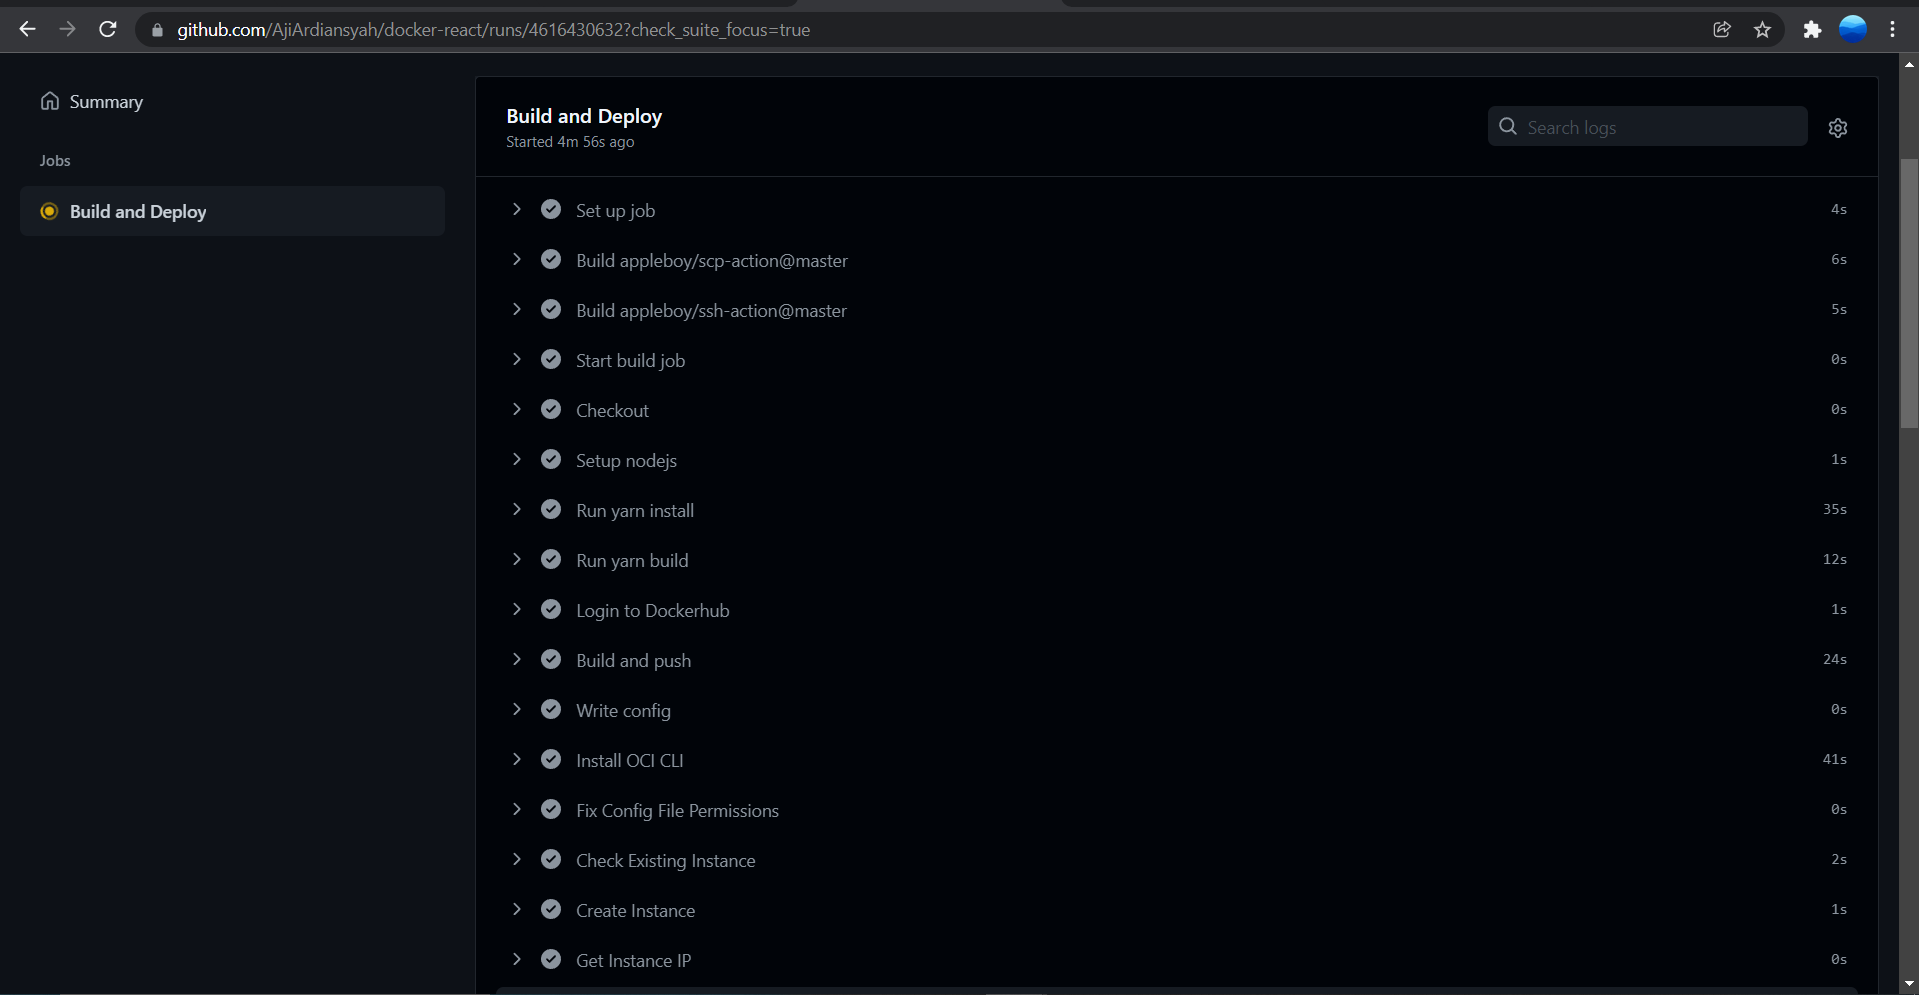 github.com/AjiArdiansyah/docker-react/runs/4616430632?check_suite_focus=true
Summary
Jobs
Build and Deploy
Build and Deploy
Started 4m 56s ago
Search logs
Set up job 4s
Build appleboy/scp-action@master 6s
Build appleboy/ssh-action@master 5s
Start build job 0s
Checkout 0s
Setup nodejs 1s
Run yarn install 35s
Run yarn build 12s
Login to Dockerhub 1s
Build and push 24s
Write config 0s
Install OCI CLI 41s
Fix Config File Permissions 0s
Check Existing Instance 2s
Create Instance 1s
Get Instance IP 0s